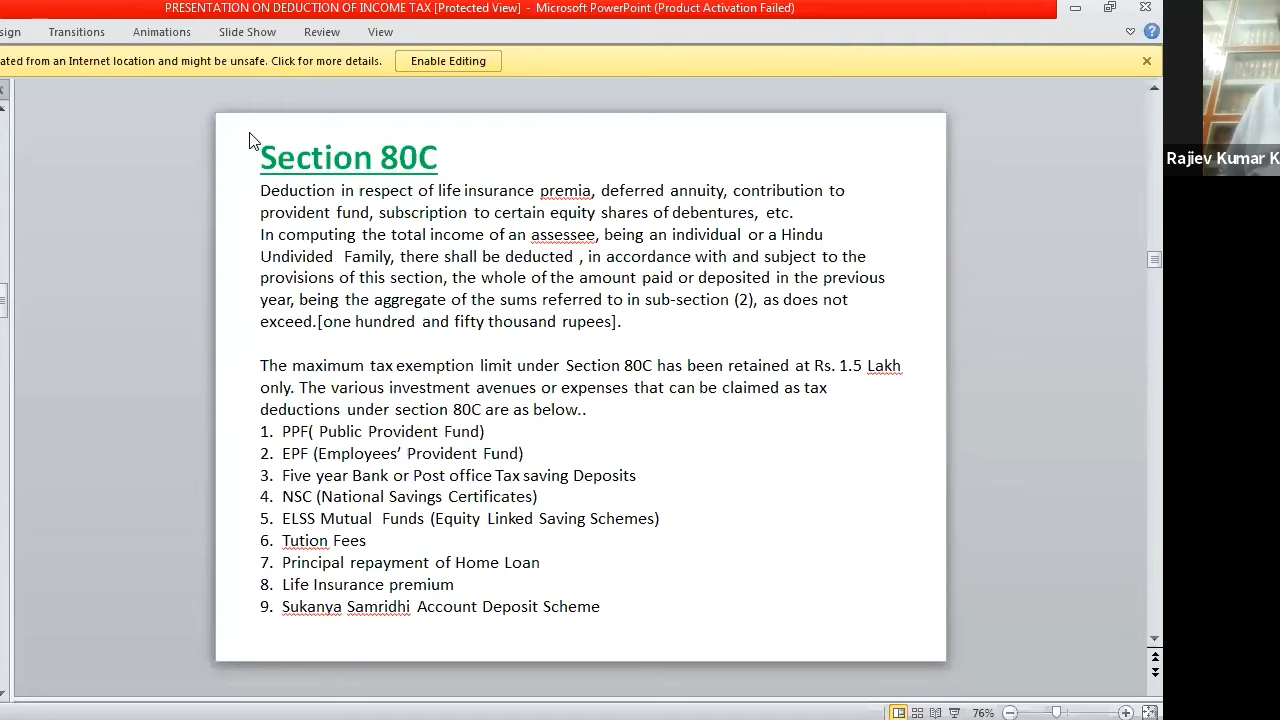 PRESENTATION ON DEDUCTION OF INCOME TAX [Protected View] - Microsoft PowerPoint (Product Activation Failed)
sign Transitions Animations Slide Show Review View
ated from an Internet location and might be unsafe. Click for more details. Enable Editing
Section 80C
Deduction in respect of life insurance premia, deferred annuity, contribution to
provident fund, subscription to certain equity shares of debentures, etc.
In computing the total income of an assessee, being an individual or a Hindu
Undivided Family, there shall be deducted , in accordance with and subject to the
provisions of this section, the whole of the amount paid or deposited in the previous
year, being the aggregate of the sums referred to in sub-section (2), as does not
exceed.[one hundred and fifty thousand rupees].
The maximum tax exemption limit under Section 80C has been retained at Rs. 1.5 Lakh
only. The various investment avenues or expenses that can be claimed as tax
deductions under section 80C are as below..
1. PPF( Public Provident Fund)
2. EPF (Employees’ Provident Fund)
3. Five year Bank or Post office Tax saving Deposits
4. NSC (National Savings Certificates)
5. ELSS Mutual Funds (Equity Linked Saving Schemes)
6. Tution Fees
7. Principal repayment of Home Loan
8. Life Insurance premium
9. Sukanya Samridhi Account Deposit Scheme
Rajiev Kumar K
76%